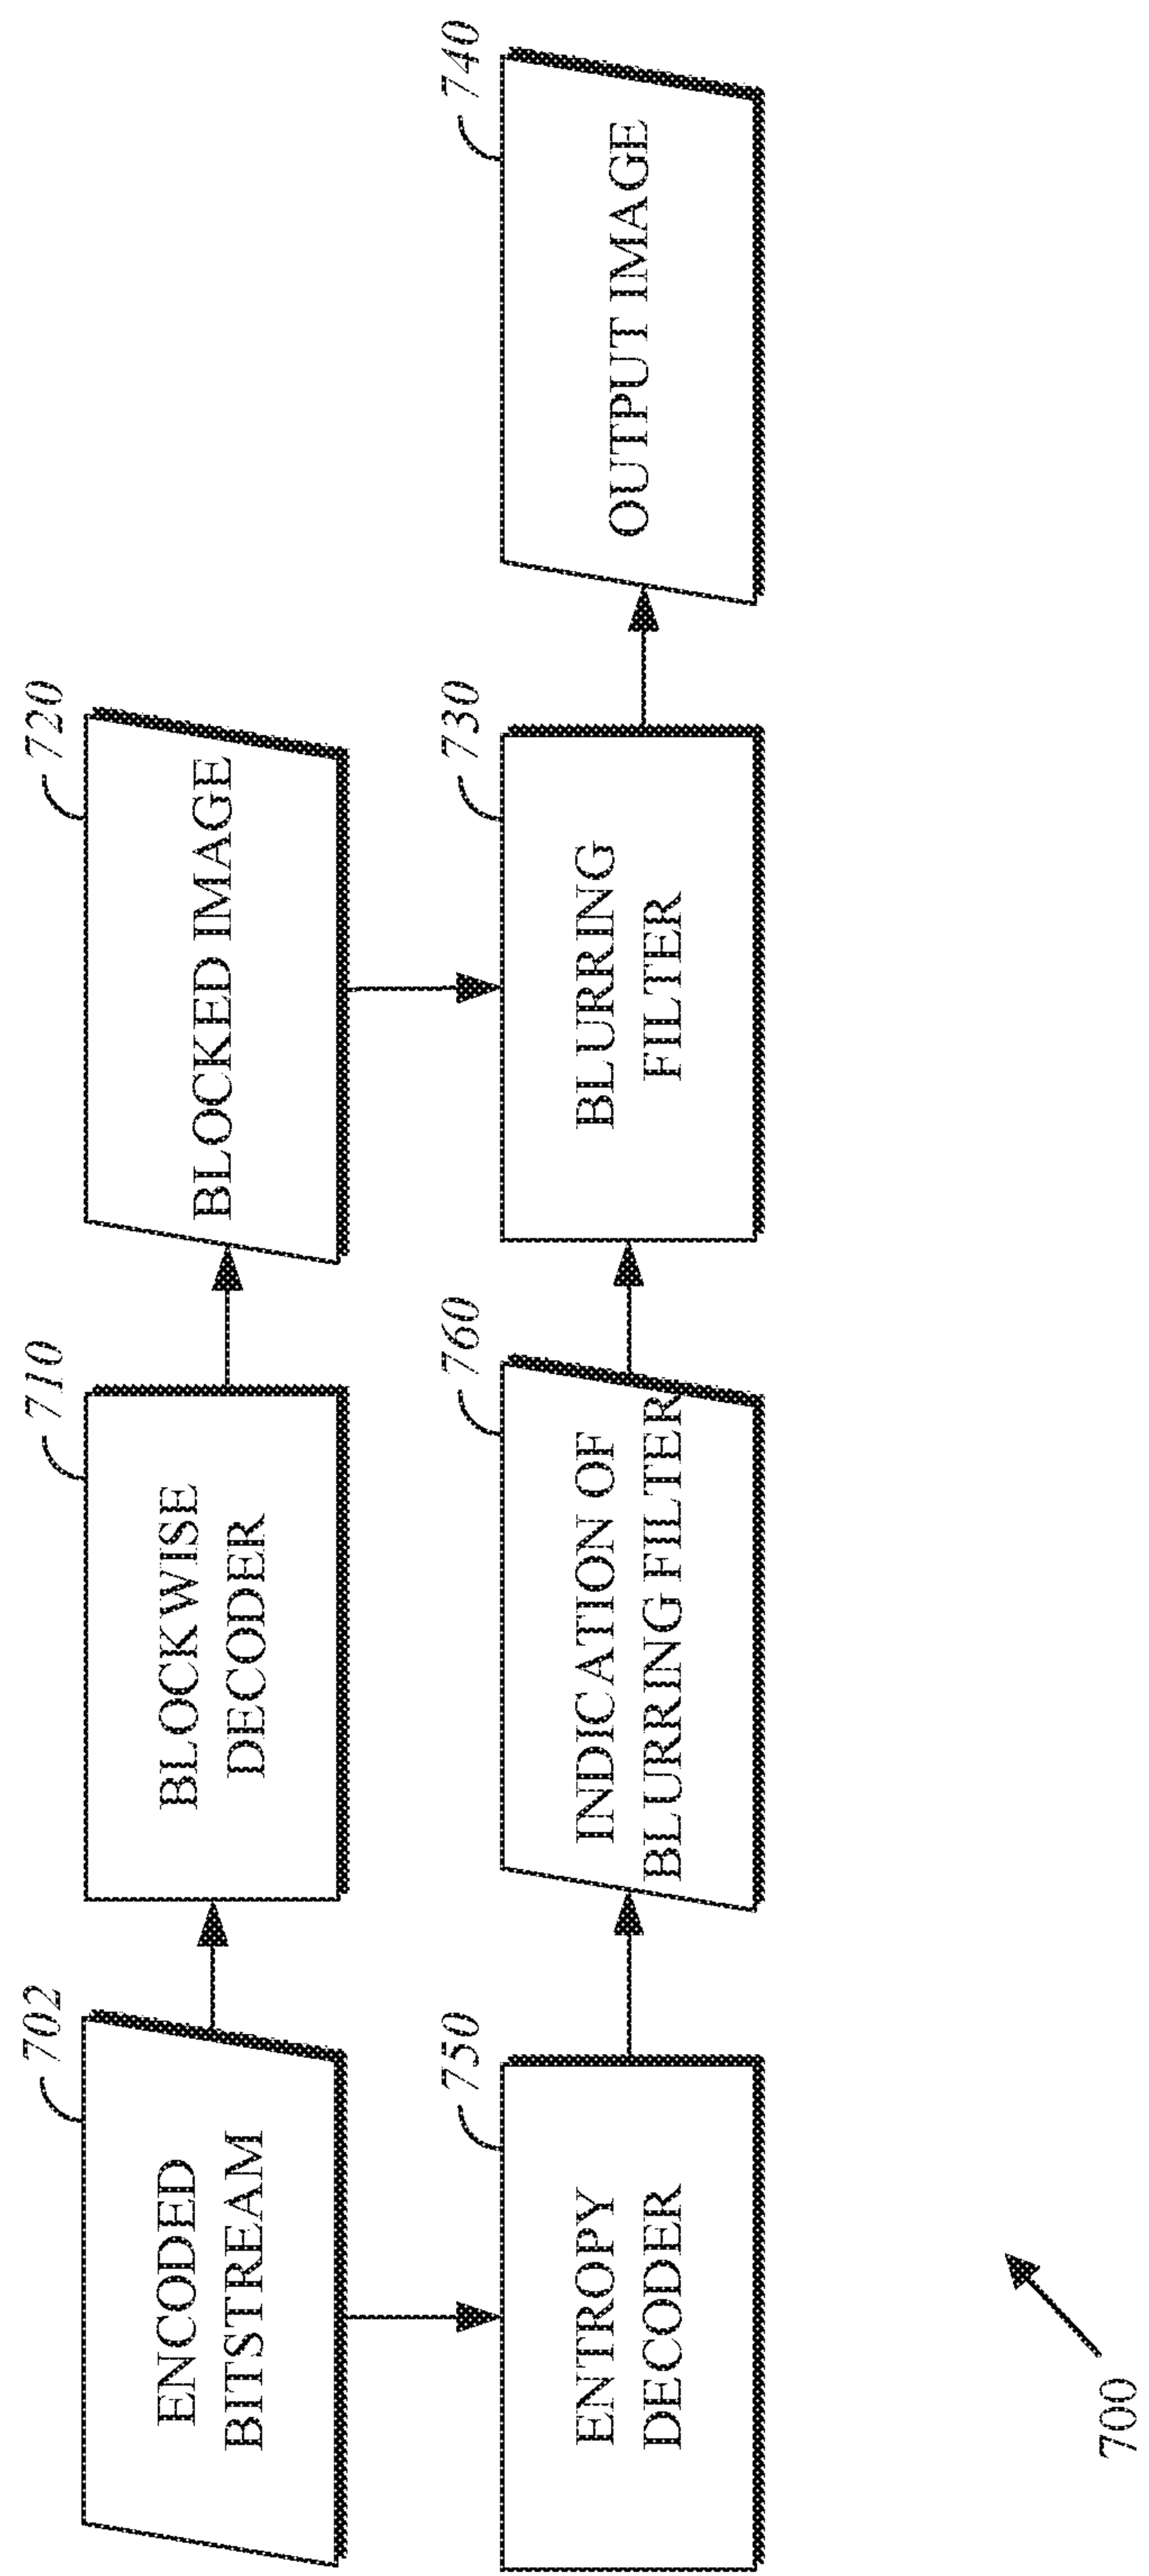 702
ENCODED
BITSTREAM
710
BLOCKWISE
DECODER
720
BLOCKED IMAGE
750
ENTROPY
DECODER
760
INDICATION OF
BLURRING FILTER
730
BLURRING
FILTER
740
OUTPUT IMAGE
700